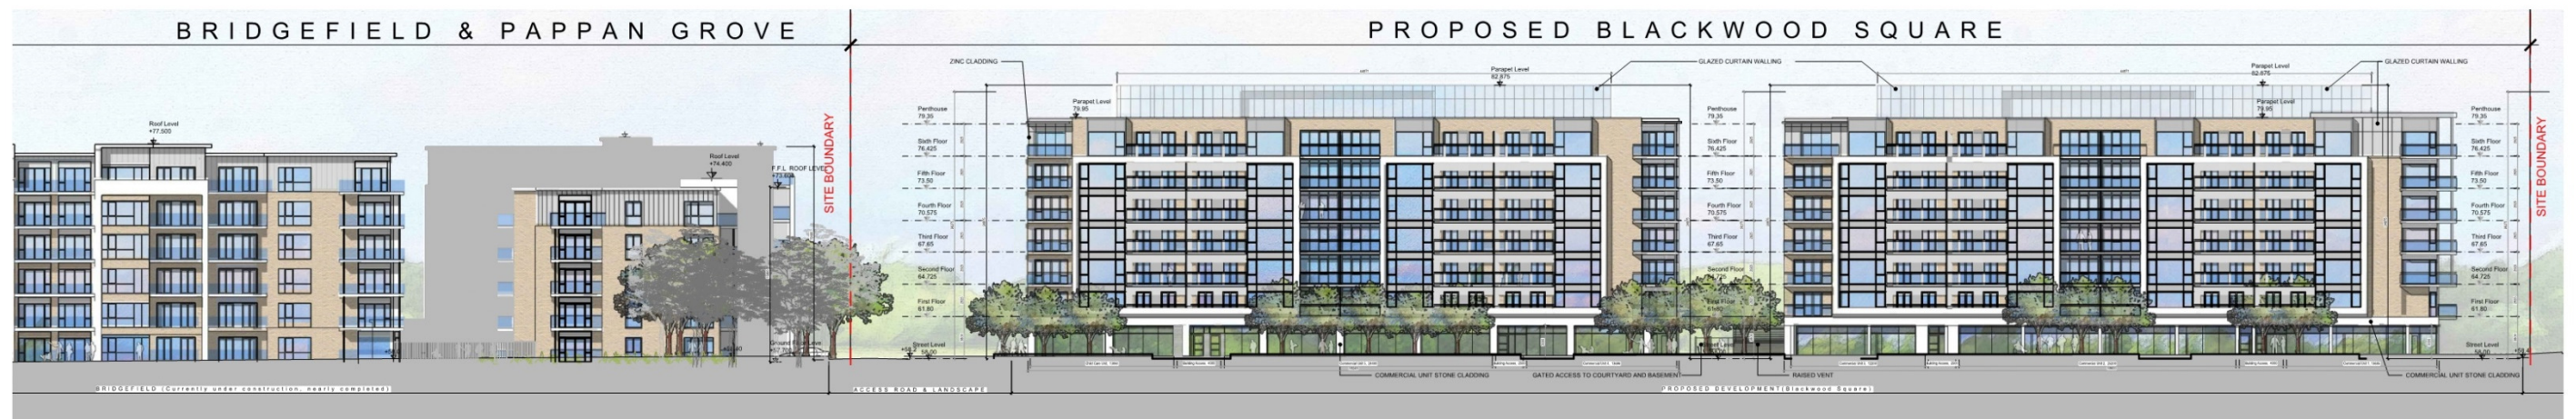 BRIDGEFIELD & PAPPAN GROVE
PROPOSED BLACKWOOD SQUARE
ZINC CLADDING
GLAZED CURTAIN WALLING
GLAZED CURTAIN WALLING
Parapet Level
82.875
Parapet Level
82.875
Parapet Level
79.95
Parapet Level
79.95
Roof Level
+77.500
Roof Level
+74.400
F.F.L ROOF LEVEL
SITE BOUNDARY
SITE BOUNDARY
Penthouse
79.35
Sixth Floor
76.425
Fifth Floor
73.50
Fourth Floor
70.575
Third Floor
67.65
Second Floor
64.725
First Floor
61.80
Street Level
58.00
Penthouse
79.35
Sixth Floor
76.425
Fifth Floor
73.50
Fourth Floor
70.575
Third Floor
67.65
Second Floor
64.725
First Floor
61.80
Street Level
Penthouse
79.35
Sixth Floor
76.425
Fifth Floor
73.50
Fourth Floor
70.575
Third Floor
67.65
Second Floor
64.725
First Floor
61.80
Street Level
58.00
COMMERCIAL UNIT STONE CLADDING
GATED ACCESS TO COURTYARD AND BASEMENT
RAISED VENT
COMMERCIAL UNIT STONE CLADDING
BRIDGEFIELD (Currently under construction, nearly completed)
ACCESS ROAD & LANDSCAPE
PROPOSED DEVELOPMENT(Blackwood Square)